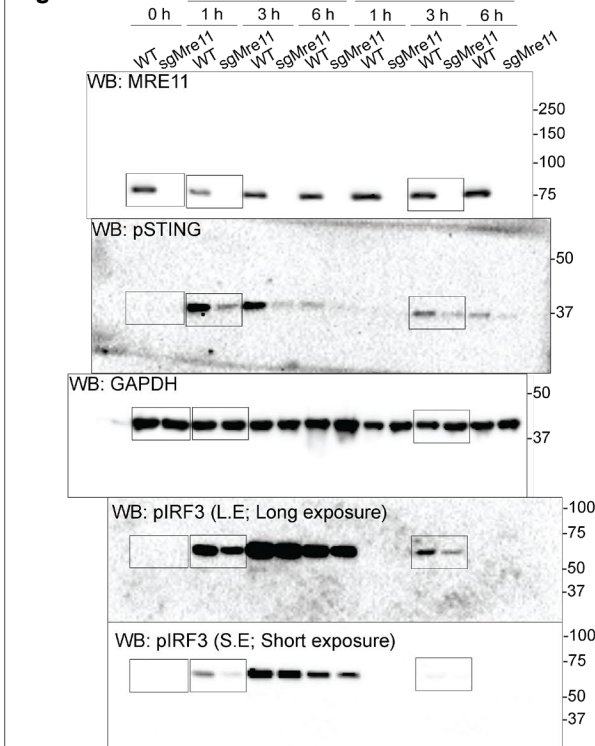 0 h 1 h 3 h 6 h 1 h 3 h 6 h
WT sgMre11 WT sgMre11 WT sgMre11 WT sgMre11 WT sgMre11 WT sgMre11 WT sgMre11
WB: MRE11
-250
-150
-100
-75
WB: pSTING
-50
-37
WB: GAPDH
-50
-37
WB: pIRF3 (L.E; Long exposure)
-100
-75
-50
-37
WB: pIRF3 (S.E; Short exposure)
-100
-75
-50
-37